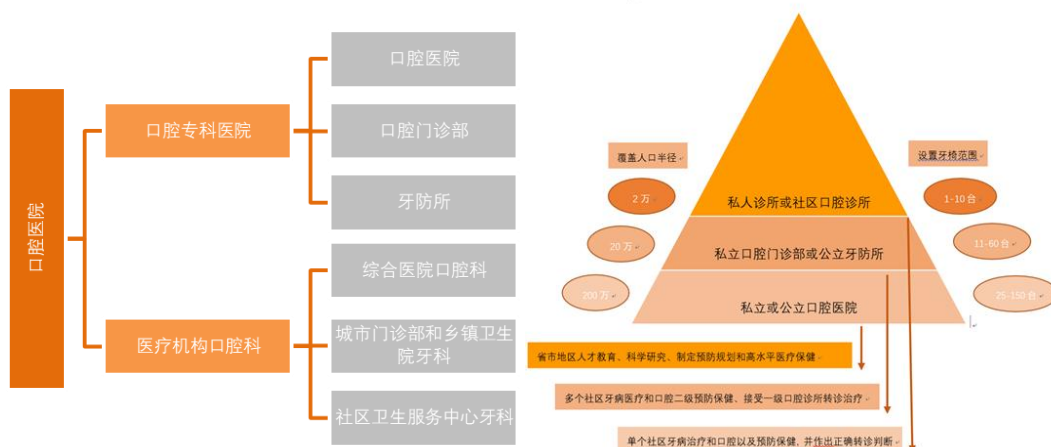 口腔医院
口腔专科医院
医疗机构口腔科
口腔医院
口腔门诊部
牙防所
综合医院口腔科
城市门诊部和乡镇卫生
院牙科
社区卫生服务中心牙科
覆盖人口半径
2万
20万
200万
私人诊所或社区口腔诊所
私立口腔门诊部或公立牙防所
私立或公立口腔医院
设置牙椅范围
1-10台
11-60台
25-150台
省市地区人才教育、科学研究、制定预防规划和高水平医疗保健
多个社区牙病医疗和口腔二级预防保健、接受一级口腔诊所转诊治疗
单个社区牙病治疗和口腔以及预防保健, 并作出正确转诊判断